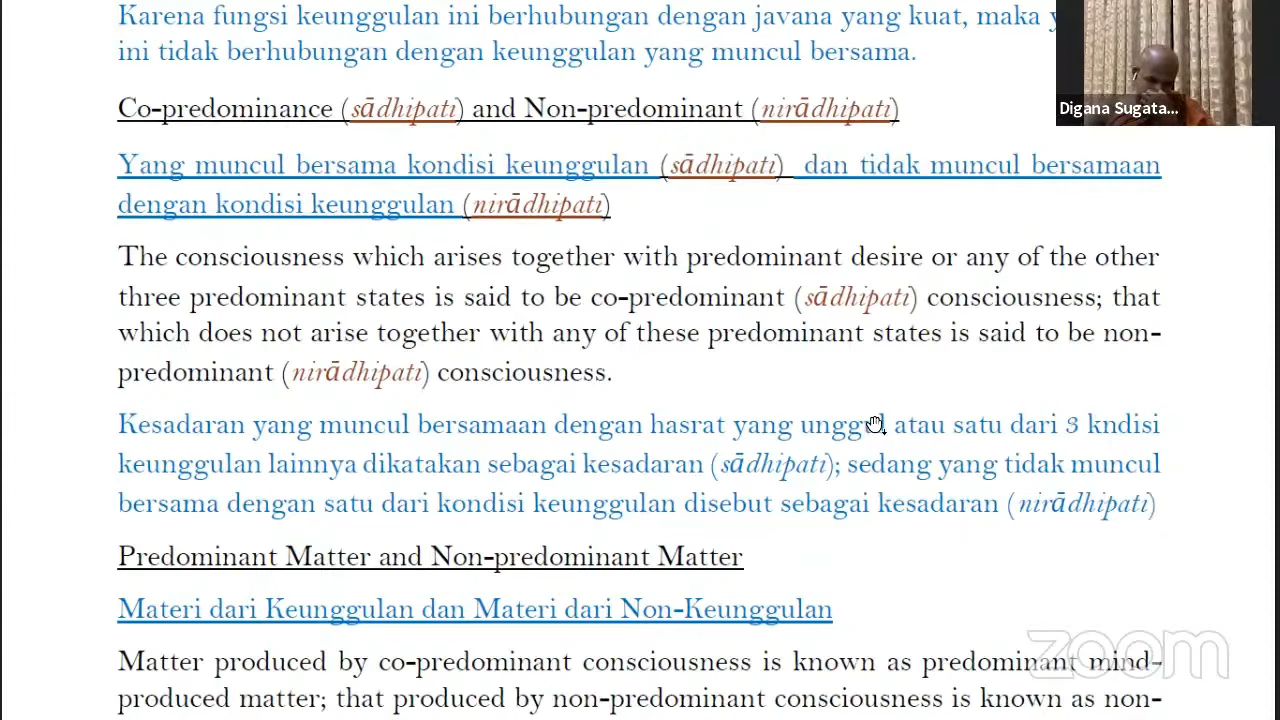 Karena fungsi keunggulan ini berhubungan dengan javana yang kuat, maka y
ini tidak berhubungan dengan keunggulan yang muncul bersama.
Digana Sugata...
Co-predominance (sādhipati) and Non-predominant (nirādhipati)
Yang muncul bersama kondisi keunggulan (sādhipati) dan tidak muncul bersamaan
dengan kondisi keunggulan (nirādhipati)
The consciousness which arises together with predominant desire or any of the other
three predominant states is said to be co-predominant (sādhipati) consciousness; that
which does not arise together with any of these predominant states is said to be non-
predominant (nirādhipati) consciousness.
Kesadaran yang muncul bersamaan dengan hasrat yang unggul atau satu dari 3 kndisi
keunggulan lainnya dikatakan sebagai kesadaran (sādhipati); sedang yang tidak muncul
bersama dengan satu dari kondisi keunggulan disebut sebagai kesadaran (nirādhipati)
Predominant Matter and Non-predominant Matter
Materi dari Keunggulan dan Materi dari Non-Keunggulan
Matter produced by co-predominant consciousness is known as predominant mind-
produced matter; that produced by non-predominant consciousness is known as non-
zoom